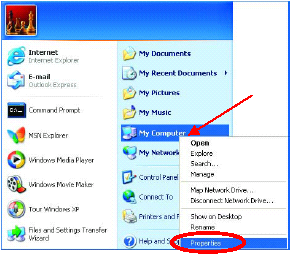 Internet
Internet Explorer
E-mail
Outlook Express
Command Prompt
MSN Explorer
Windows Media Player
Windows Movie Maker
Tour Windows XP
Files and Settings Transfer
Wizard
My Documents
My Recent Documents
My Pictures
My Music
My Computer
My Network
Control Panel
Connect To
Printers and F
Help and S
Open
Explore
Search...
Manage
Map Network Drive...
Disconnect Network Drive...
Show on Desktop
Rename
Properties